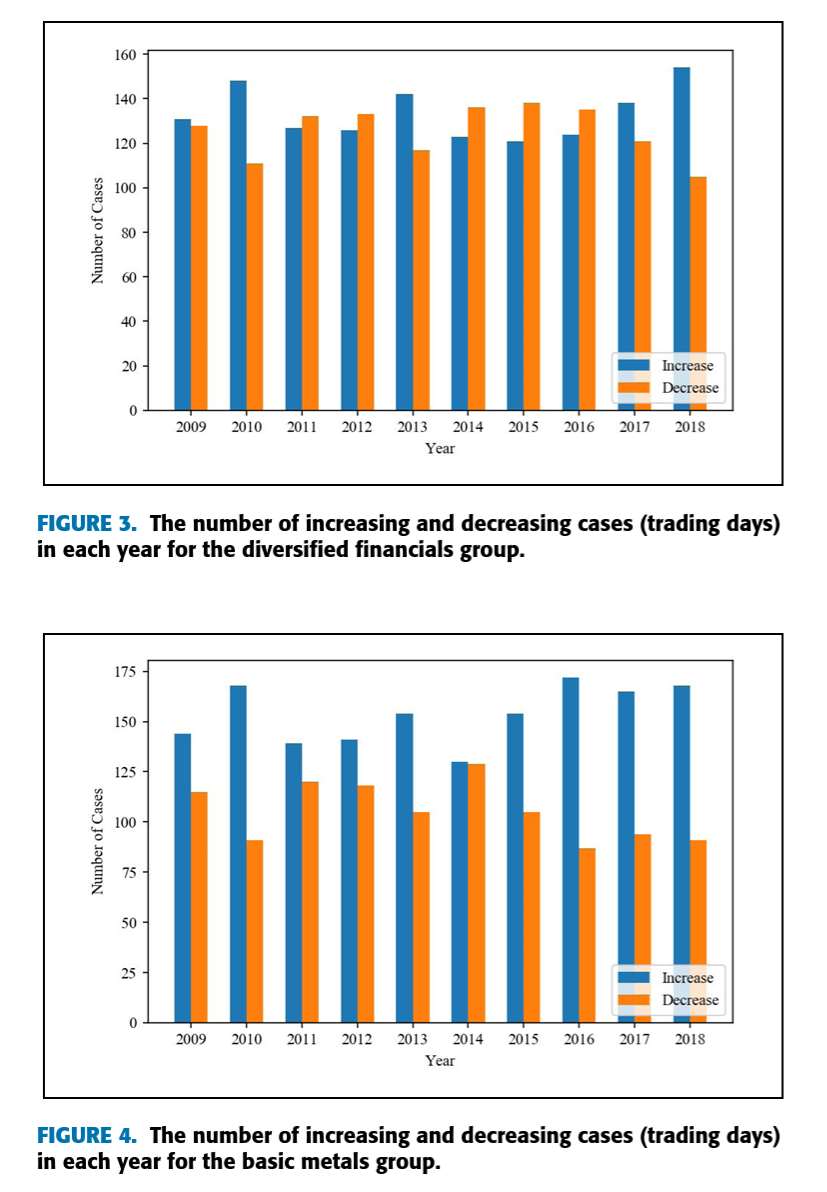 160
140
120
100
80
60
40
20
0
Number of Cases
2009 2010 2011 2012 2013 2014 2015 2016 2017 2018
Year
Increase
Decrease
FIGURE 3. The number of increasing and decreasing cases (trading days)
in each year for the diversified financials group.
175
150
125
100
75
50
25
0
Number of Cases
2009 2010 2011 2012 2013 2014 2015 2016 2017 2018
Year
Increase
Decrease
FIGURE 4. The number of increasing and decreasing cases (trading days)
in each year for the basic metals group.